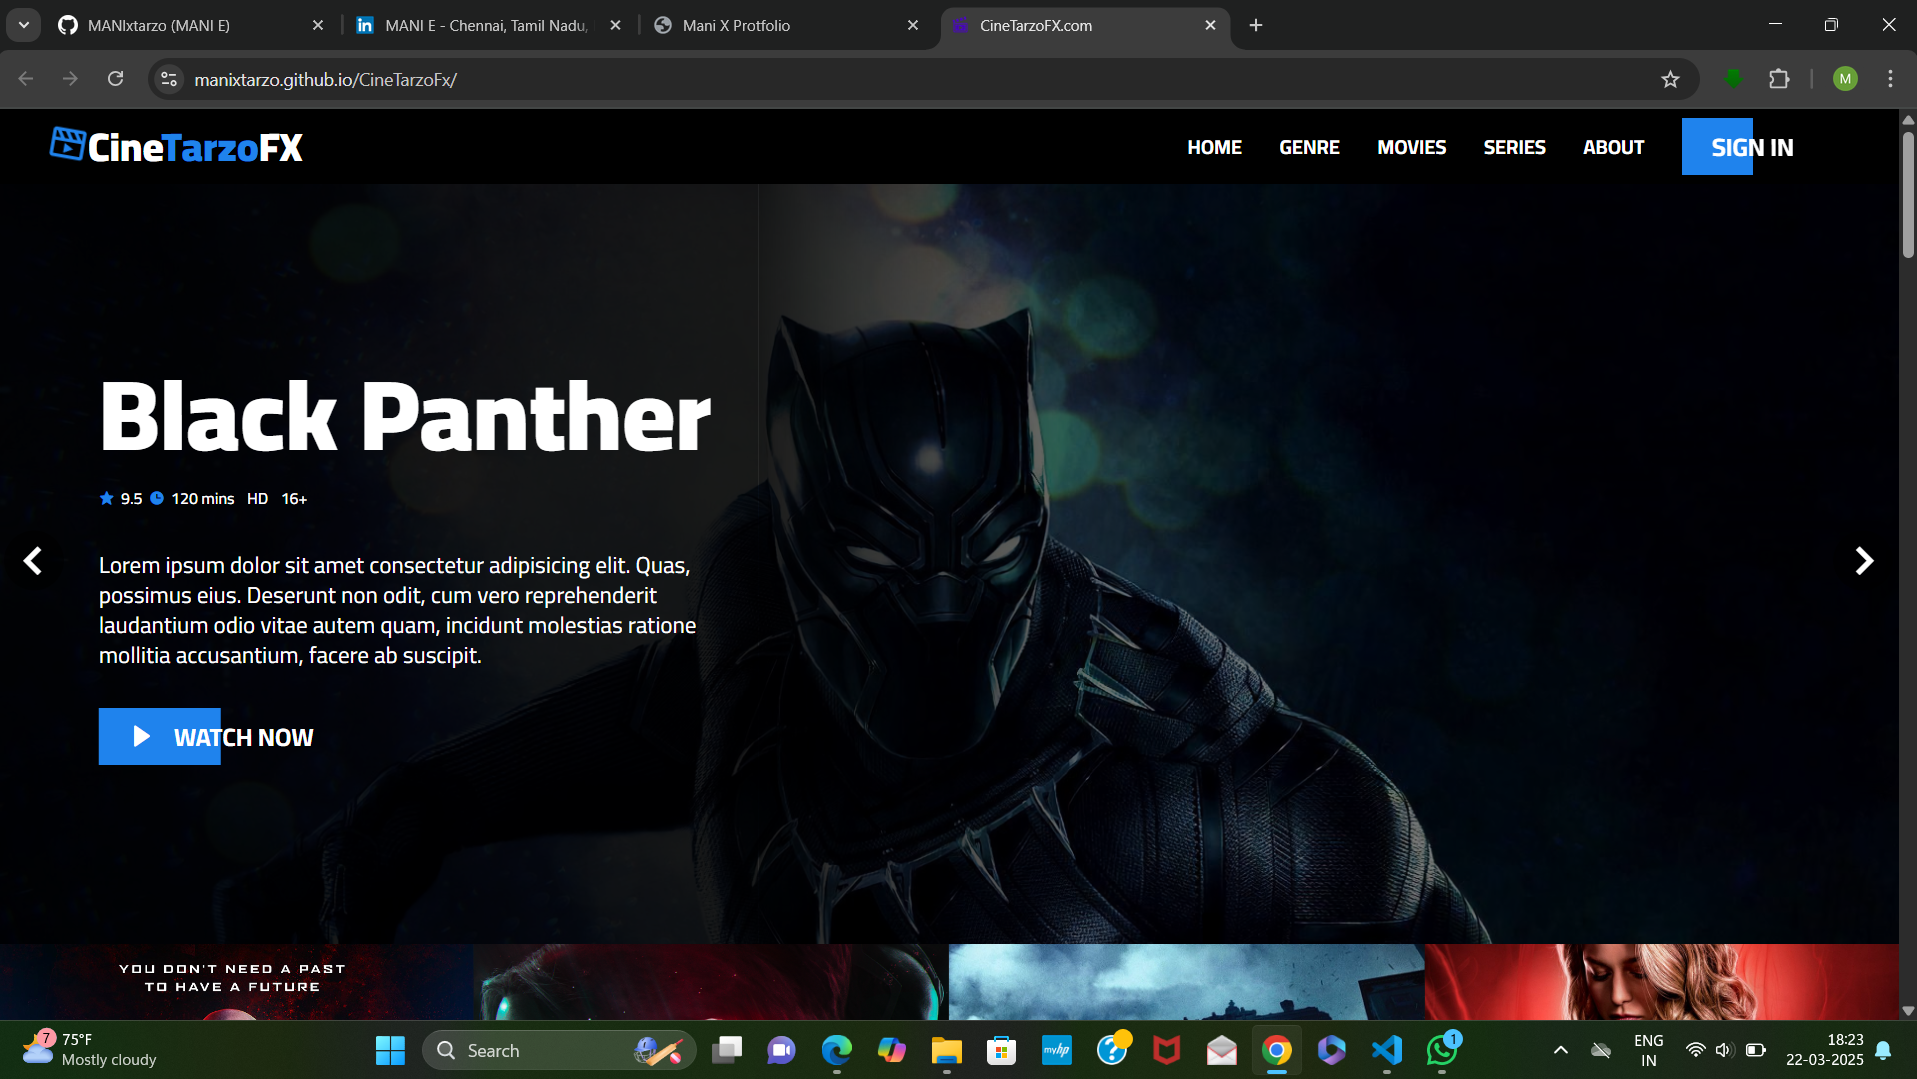 MANIxtarzo (MANI E)
MANI E - Chennai, Tamil Nadu,
Mani X Protfolio
CineTarzoFX.com
manixtarzo.github.io/CineTarzoFx/
M
CineTarzoFX
HOME
GENRE
MOVIES
SERIES
ABOUT
SIGN IN
Black Panther
9.5 120 mins HD 16+
Lorem ipsum dolor sit amet consectetur adipisicing elit. Quas,
possimus eius. Deserunt non odit, cum vero reprehenderit
laudantium odio vitae autem quam, incidunt molestias ratione
mollitia accusantium, facere ab suscipit.
WATCH NOW
YOU DON'T NEED A PAST
TO HAVE A FUTURE
7
75°F
Mostly cloudy
Search
myhp
1
ENG
IN
18:23
22-03-2025